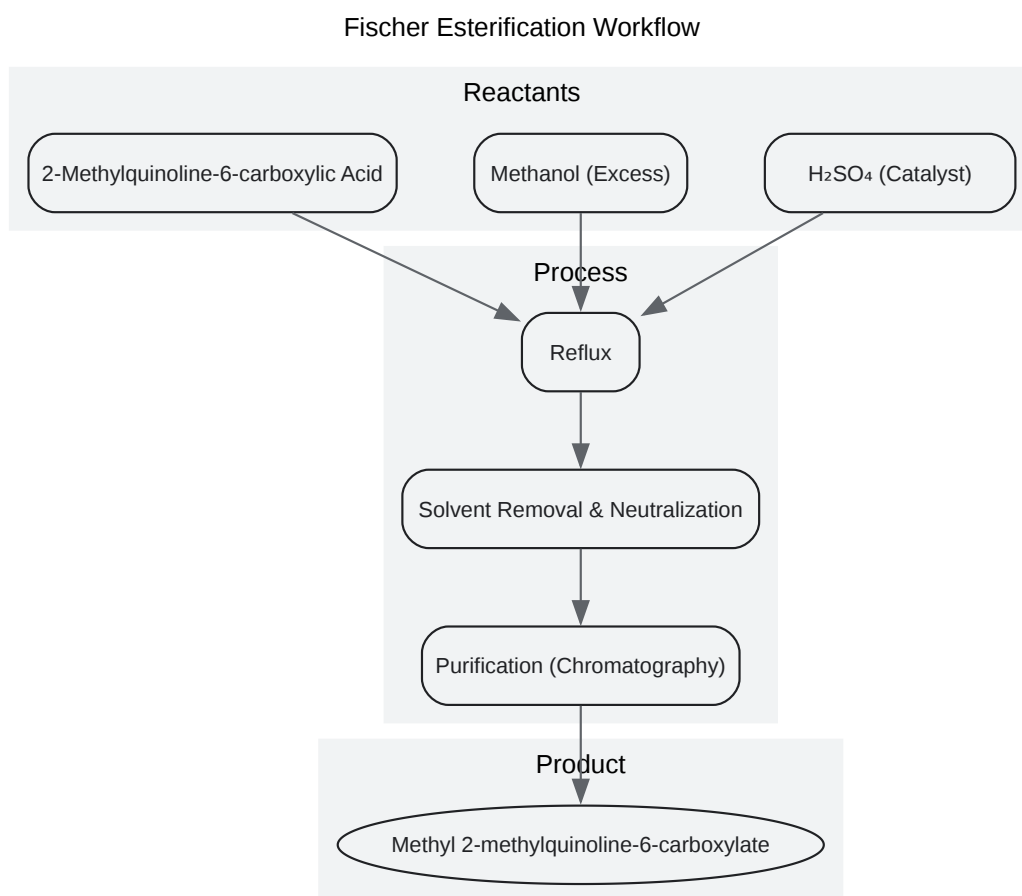 Fischer Esterification Workflow
Reactants
2-Methylquinoline-6-carboxylic Acid
Methanol (Excess)
H₂SO₄ (Catalyst)
Process
Reflux
Solvent Removal & Neutralization
Purification (Chromatography)
Product
Methyl 2-methylquinoline-6-carboxylate